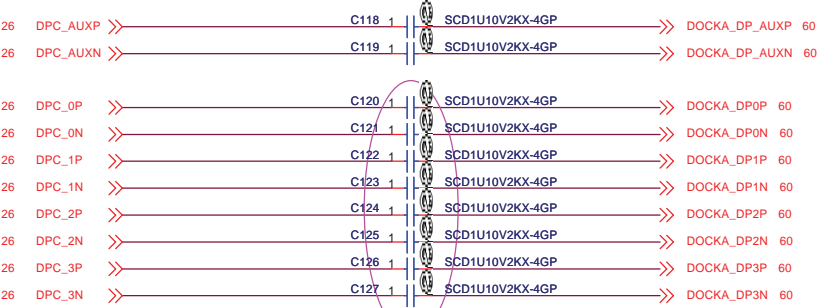 26 DPC_AUXP C118 1 SCD1U10V2KX-4GP DOCKA_DP_AUXP 60
26 DPC_AUXN C119 1 SCD1U10V2KX-4GP DOCKA_DP_AUXN 60
26 DPC_0P C120 1 SCD1U10V2KX-4GP DOCKA_DP0P 60
26 DPC_0N C121 1 SCD1U10V2KX-4GP DOCKA_DP0N 60
26 DPC_1P C122 1 SCD1U10V2KX-4GP DOCKA_DP1P 60
26 DPC_1N C123 1 SCD1U10V2KX-4GP DOCKA_DP1N 60
26 DPC_2P C124 1 SCD1U10V2KX-4GP DOCKA_DP2P 60
26 DPC_2N C125 1 SCD1U10V2KX-4GP DOCKA_DP2N 60
26 DPC_3P C126 1 SCD1U10V2KX-4GP DOCKA_DP3P 60
26 DPC_3N C127 1 SCD1U10V2KX-4GP DOCKA_DP3N 60